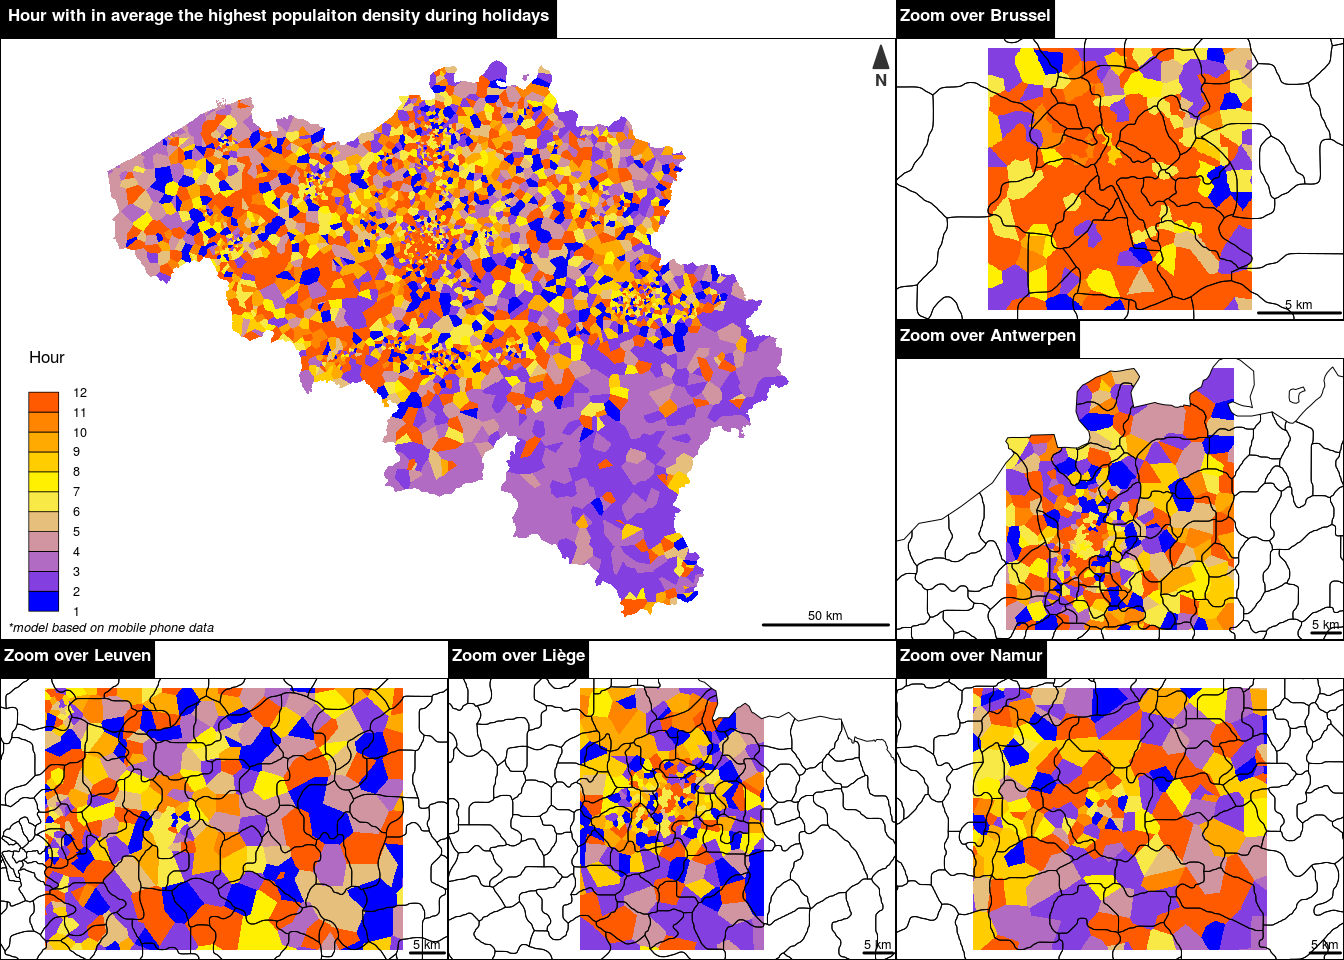 Hour with in average the highest populaiton density during holidays
N
Hour
12
11
10
9
8
7
6
5
4
3
2
1
*model based on mobile phone data
50 km
Zoom over Brussel
5 km
Zoom over Antwerpen
5 km
Zoom over Leuven
5 km
Zoom over Liège
5 km
Zoom over Namur
5 km